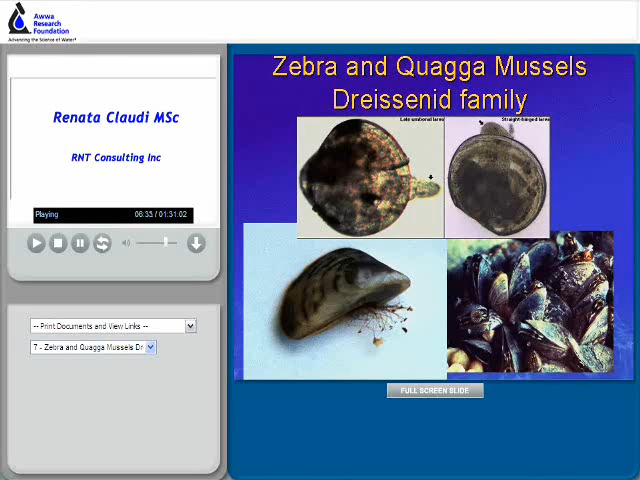 Awwa
Research
Foundation
Advancing the Science of Water®
Renata Claudi MSc
RNT Consulting Inc
Playing
06:33 / 01:31:02
-- Print Documents and View Links --
7 - Zebra and Quagga Mussels Dr
Zebra and Quagga Mussels
Dreissenid family
Late umbonal larva
Straight-hinged larva
FULL SCREEN SLIDE